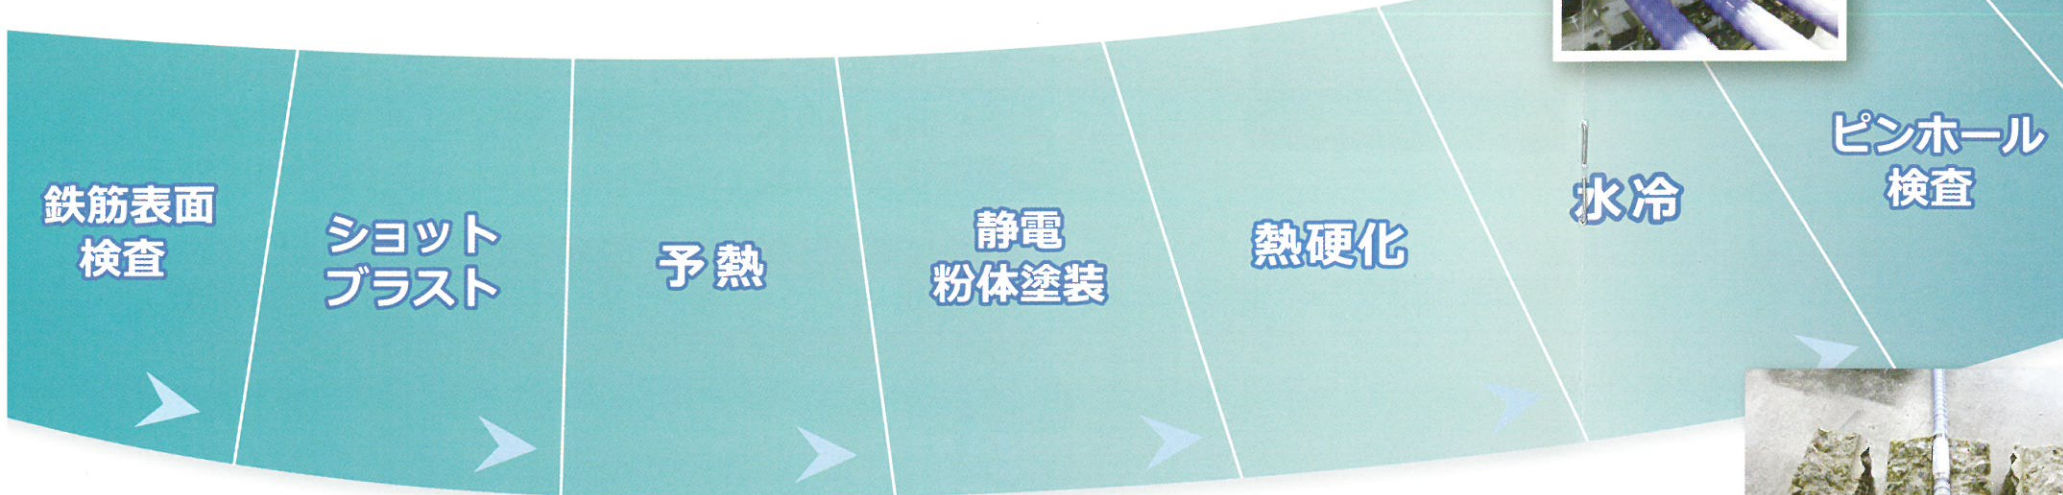 鉄筋表面
検査
ショット
ブラスト
予熱
静電
粉体塗装
熱硬化
水冷
ピンホール
検査